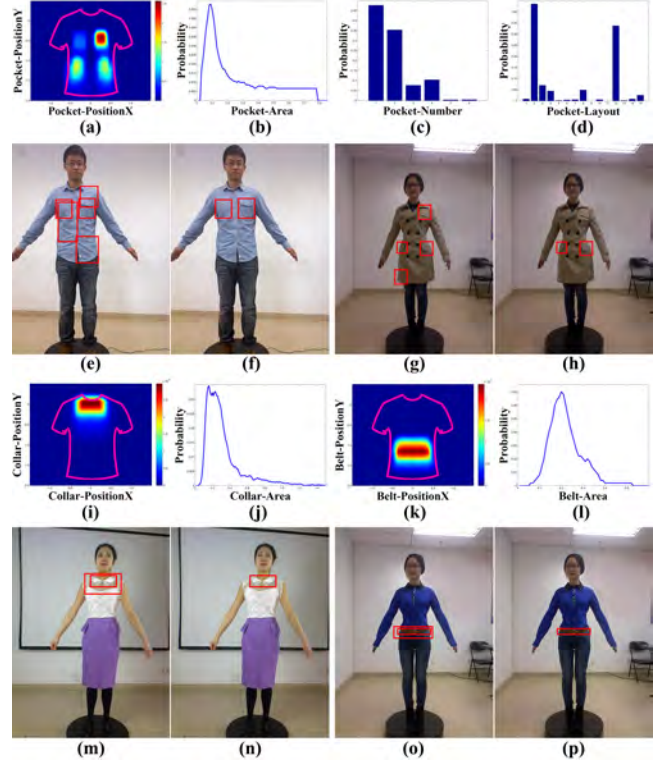 Pocket-PositionY
Pocket-PositionX
(a)
Probability
Pocket-Area
(b)
Probability
Pocket-Number
(c)
Probability
Pocket-Layout
(d)
(e)
(f)
(g)
(h)
Collar-PositionY
Collar-PositionX
(i)
Probability
Collar-Area
(j)
Belt-PositionY
Belt-PositionX
(k)
Probability
Belt-Area
(l)
(m)
(n)
(o)
(p)